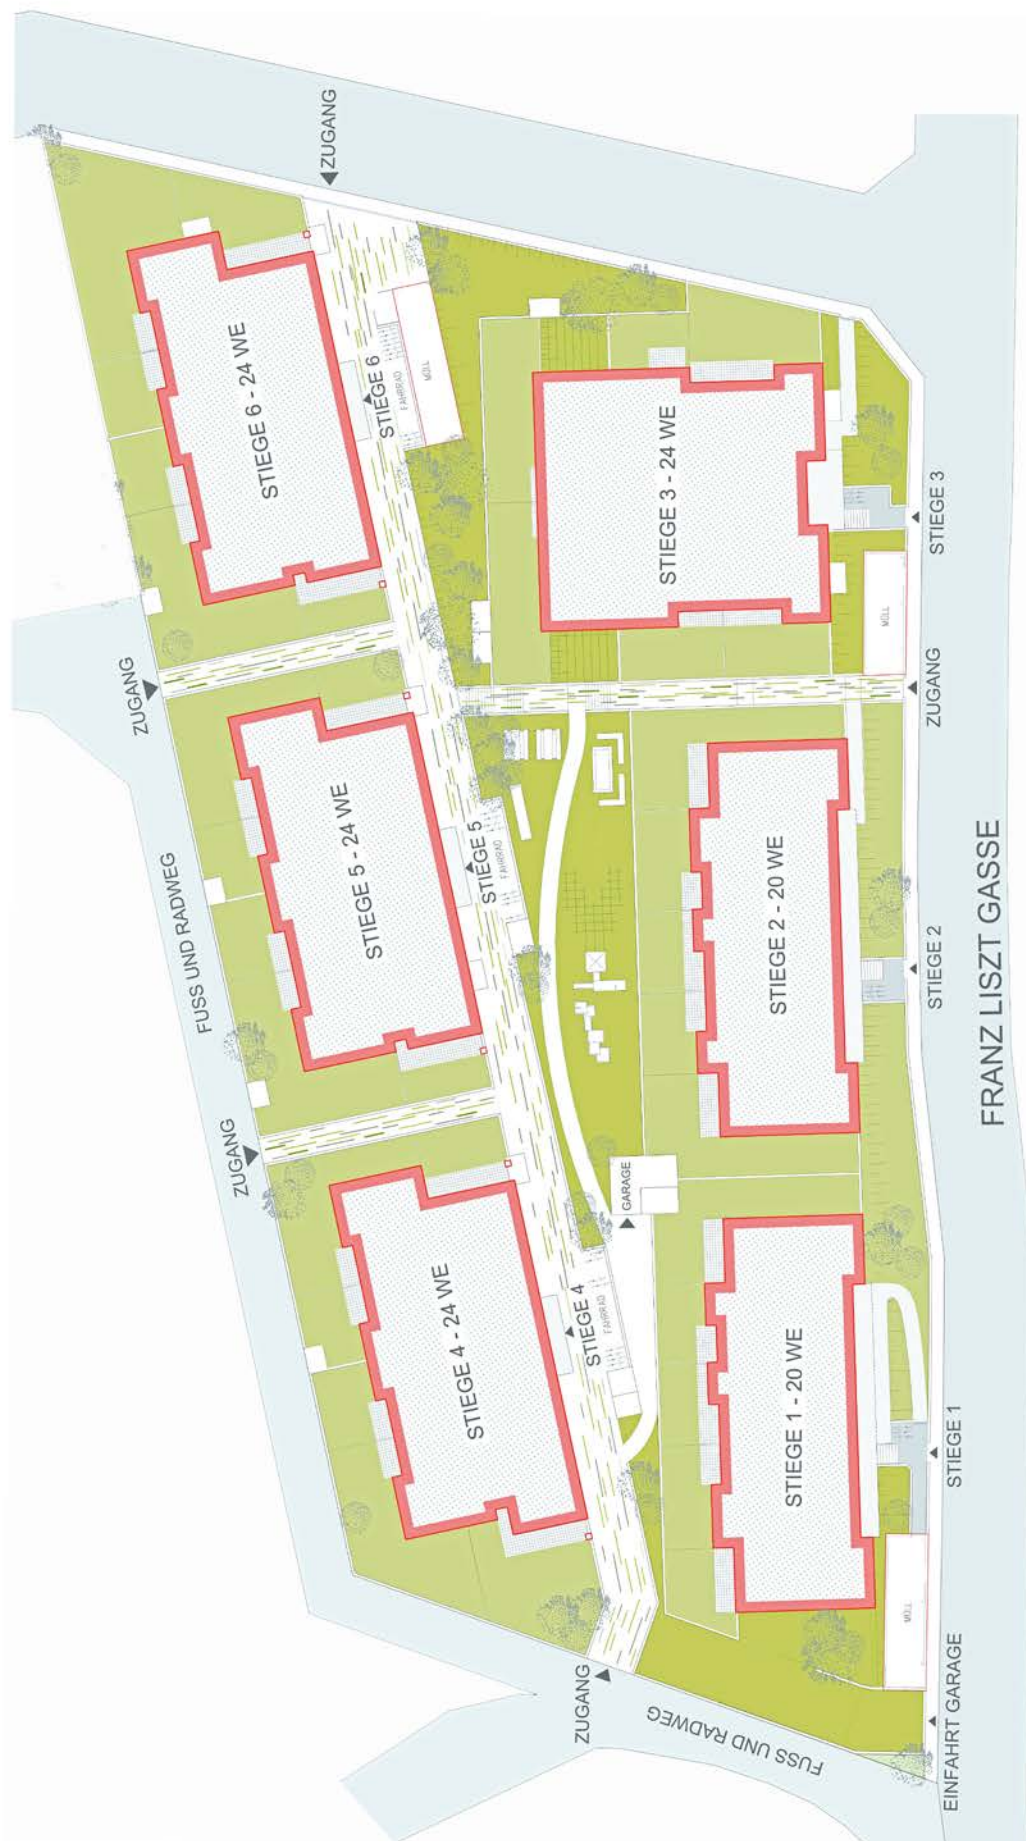 ZUGANG
STIEGE 6 - 24 WE
STIEGE 6
FAHRRAD
MÜLL
STIEGE 3 - 24 WE
STIEGE 3
MÜLL
ZUGANG
ZUGANG
STIEGE 5 - 24 WE
STIEGE 5
FAHRRAD
FUSS UND RADWEG
STIEGE 2 - 20 WE
STIEGE 2
FRANZ LISZT GASSE
ZUGANG
GARAGE
STIEGE 4 - 24 WE
STIEGE 4
FAHRRAD
STIEGE 1 - 20 WE
STIEGE 1
MÜLL
ZUGANG
FUSS UND RADWEG
EINFAHRT GARAGE